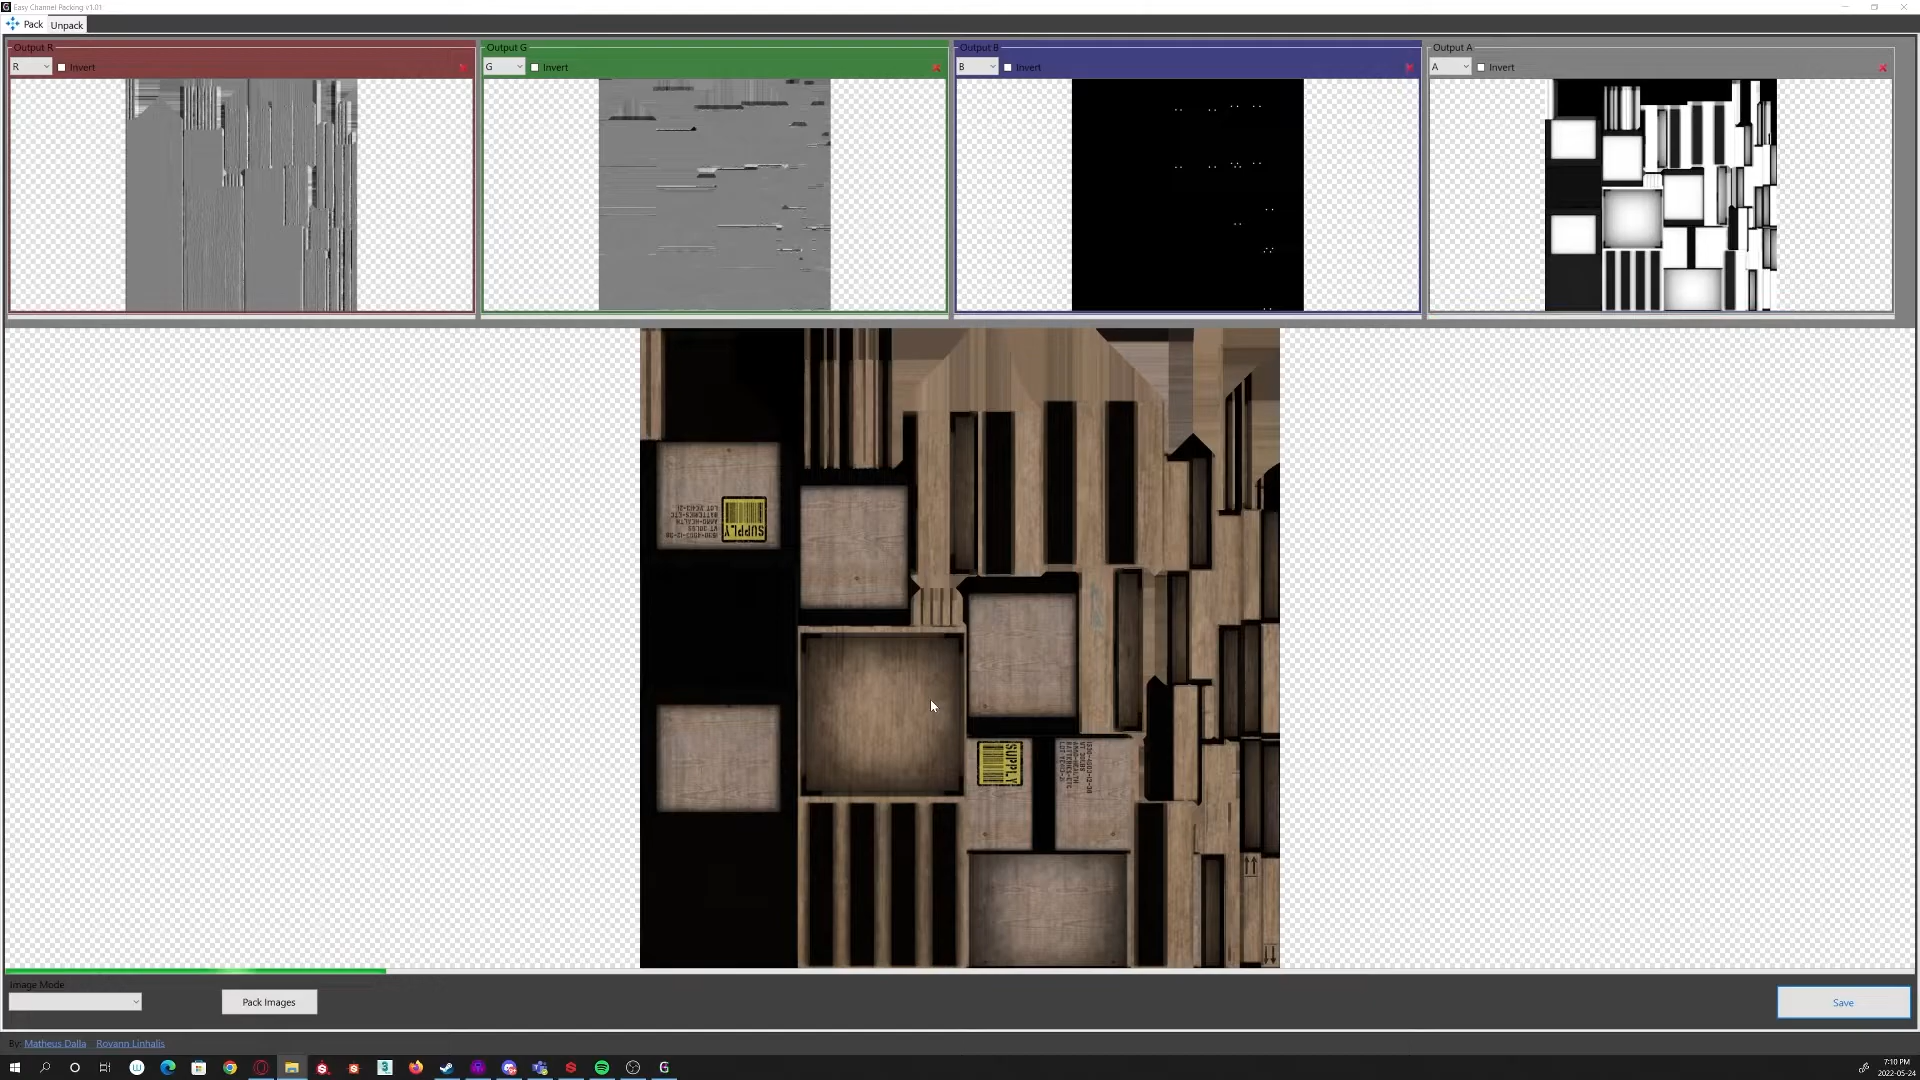 Easy Channel Packing v1.01
Pack Unpack
Output R
R Invert
Output G
G Invert
Output B
B Invert
Output A
A Invert
SUPPLY
SUPPLY
Image Mode
Pack Images
Save
By: Matheus Dalla Rovann Linhalis
7:10 PM
2022-05-24